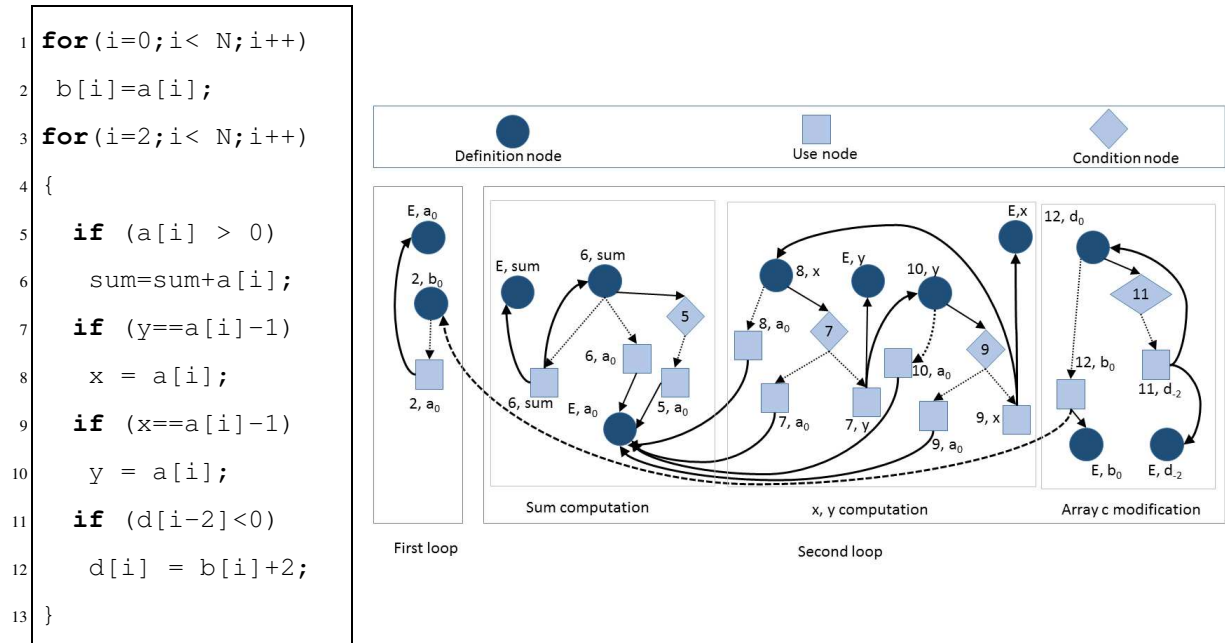 1 for(i=0;i< N;i++)
2 b[i]=a[i];
3 for(i=2;i< N;i++)
4 {
5 if (a[i] > 0)
6 sum=sum+a[i];
7 if (y==a[i]-1)
8 x = a[i];
9 if (x==a[i]-1)
10 y = a[i];
11 if (d[i-2]<0)
12 d[i] = b[i]+2;
13 }
Definition node
Use node
Condition node
E, a₀
2, b₀
2, a₀
First loop
E, sum
6, sum
5
6, a₀
6, sum
5, a₀
E, a₀
Sum computation
8, x
E, y
10, y
E,x
8, a₀
7
9
10, a₀
7, a₀
7, y
9, a₀
9, x
x, y computation
12, d₀
11
12, b₀
11, d₋₂
E, b₀
E, d₋₂
Array c modification
Second loop